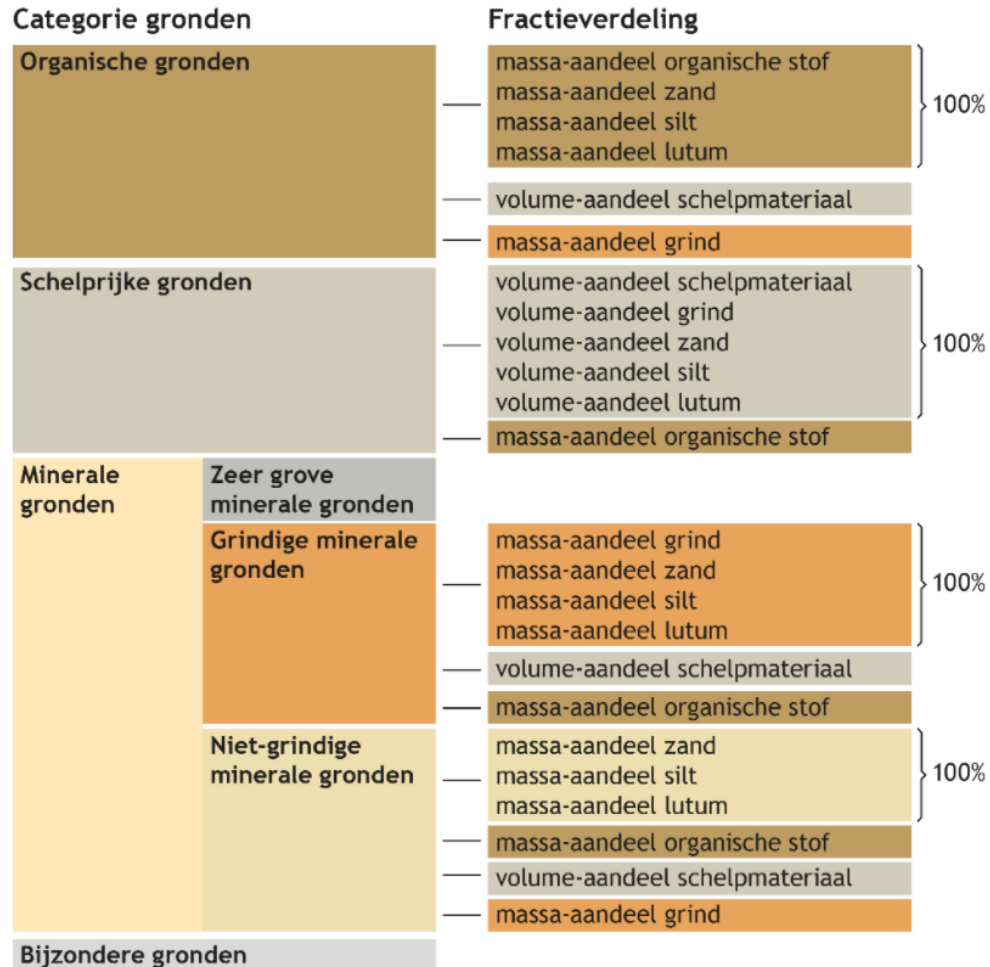 Categorie gronden
Fractieverdeling
Organische gronden
massa-aandeel organische stof
massa-aandeel zand
massa-aandeel silt
massa-aandeel lutum
100%
volume-aandeel schelpmateriaal
massa-aandeel grind
Schelprijke gronden
volume-aandeel schelpmateriaal
volume-aandeel grind
volume-aandeel zand
volume-aandeel silt
volume-aandeel lutum
100%
massa-aandeel organische stof
Minerale
gronden
Zeer grove
minerale gronden
Grindige minerale
gronden
massa-aandeel grind
massa-aandeel zand
massa-aandeel silt
massa-aandeel lutum
100%
volume-aandeel schelpmateriaal
massa-aandeel organische stof
Niet-grindige
minerale gronden
massa-aandeel zand
massa-aandeel silt
massa-aandeel lutum
100%
massa-aandeel organische stof
volume-aandeel schelpmateriaal
massa-aandeel grind
Bijzondere gronden